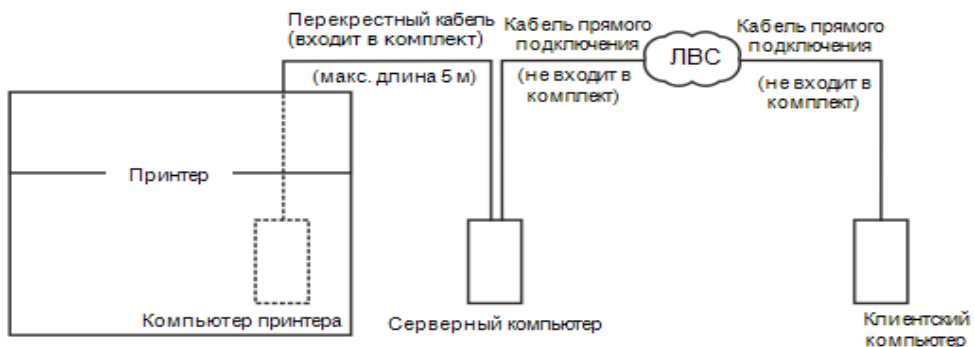 Перекрестный кабель
(входит в комплект)
(макс. длина 5 м)
Кабель прямого
подключения
(не входит в
комплект)
ЛВС
Кабель прямого
подключения
(не входит в
комплект)
Принтер
Компьютер принтера
Серверный компьютер
Клиентский
компьютер